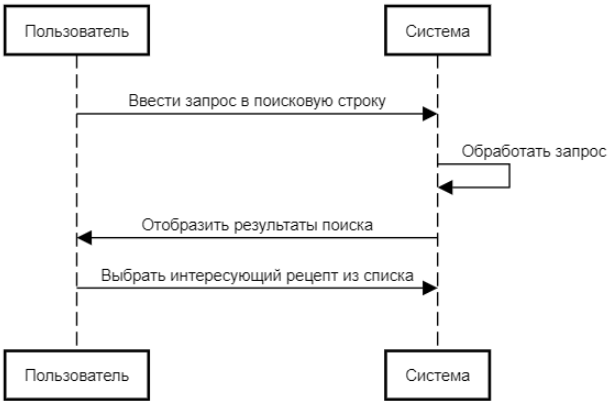 Пользователь
Система
Ввести запрос в поисковую строку
Обработать запрос
Отобразить результаты поиска
Выбрать интересующий рецепт из списка
Пользователь
Система